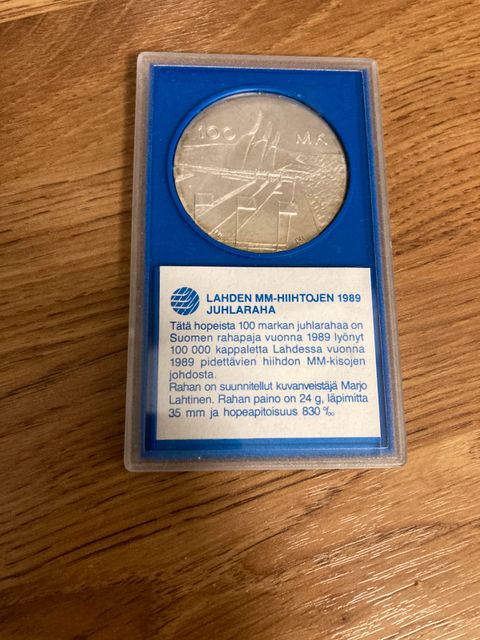 100 MK
LAHDEN MM-HIIHTOJEN 1989
JUHLARAHA
Tätä hopeista 100 markan juhlarahaa on
Suomen rahapaja vuonna 1989 lyönyt
100 000 kappaletta Lahdessa vuonna
1989 pidettävien hiihdon MM-kisojen
johdosta.
Rahan on suunnitellut kuvanveistäjä Marjo
Lahtinen. Rahan paino on 24 g, läpimitta
35 mm ja hopeapitoisuus 830 ‰